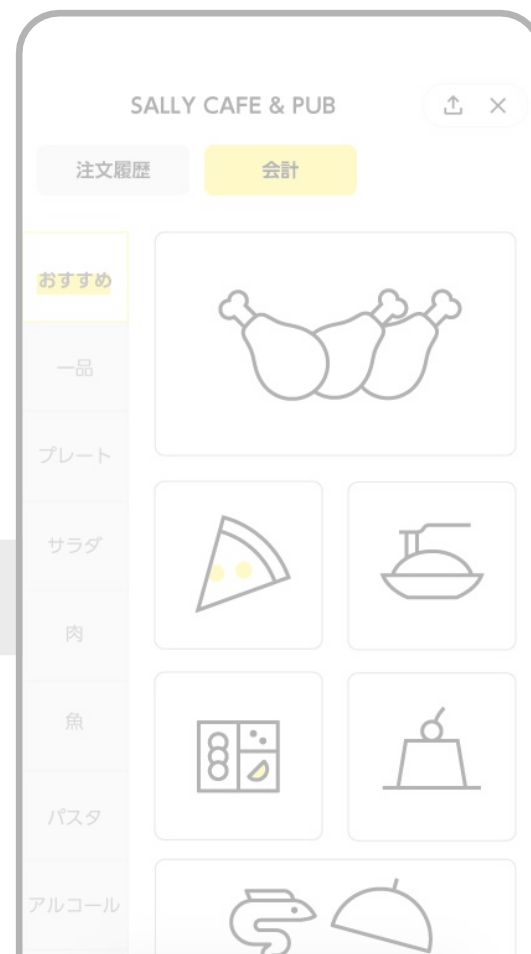 SALLY CAFE & PUB
注文履歴
会計
おすすめ
一品
プレート
サラダ
肉
魚
パスタ
アルコール